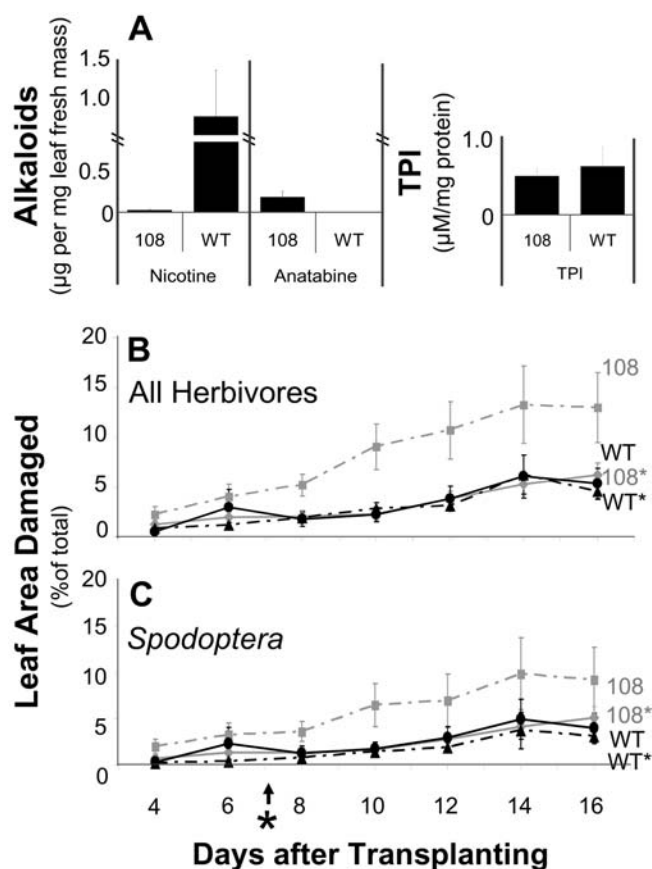 A
Alkaloids
(µg per mg leaf fresh mass)
1.5
1.0
0.5
0
108 WT 108 WT
Nicotine Anatabine
TPI
(µM/mg protein)
1.0
0
108 WT
TPI
B
All Herbivores
Leaf Area Damaged
(%of total)
20
15
10
5
0
108
WT
108*
WT*
C
Spodoptera
20
15
10
5
0
108
108*
WT
WT*
4 6 8 10 12 14 16
*
Days after Transplanting